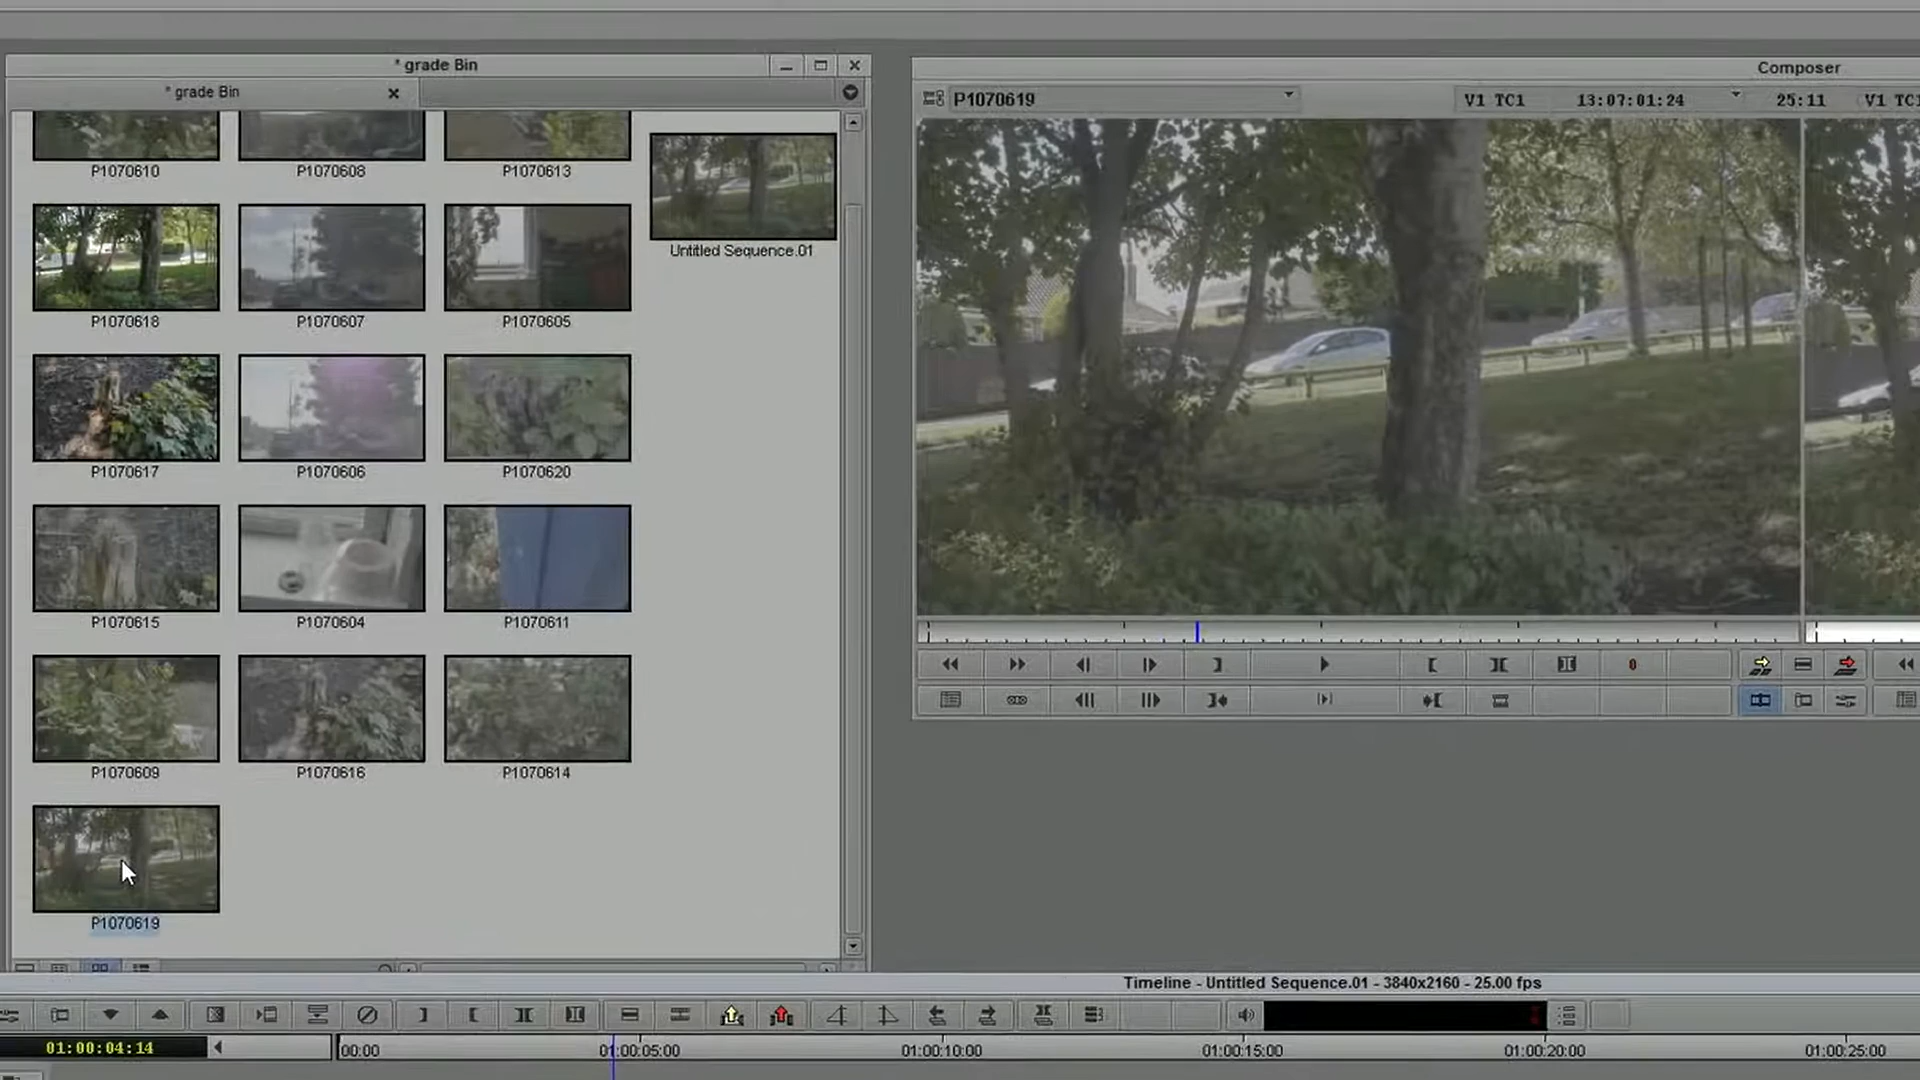 * grade Bin
* grade Bin
P1070610
P1070608
P1070613
Untitled Sequence.01
P1070618
P1070607
P1070605
P1070617
P1070606
P1070620
P1070615
P1070604
P1070611
P1070609
P1070616
P1070614
P1070619
Composer
P1070619
V1 TC1 13:07:01:24 25:11 V1 TC1
Timeline - Untitled Sequence.01 - 3840x2160 - 25.00 fps
01:00:04:14
00:00 01:00:05:00 01:00:10:00 01:00:15:00 01:00:20:00 01:00:25:00